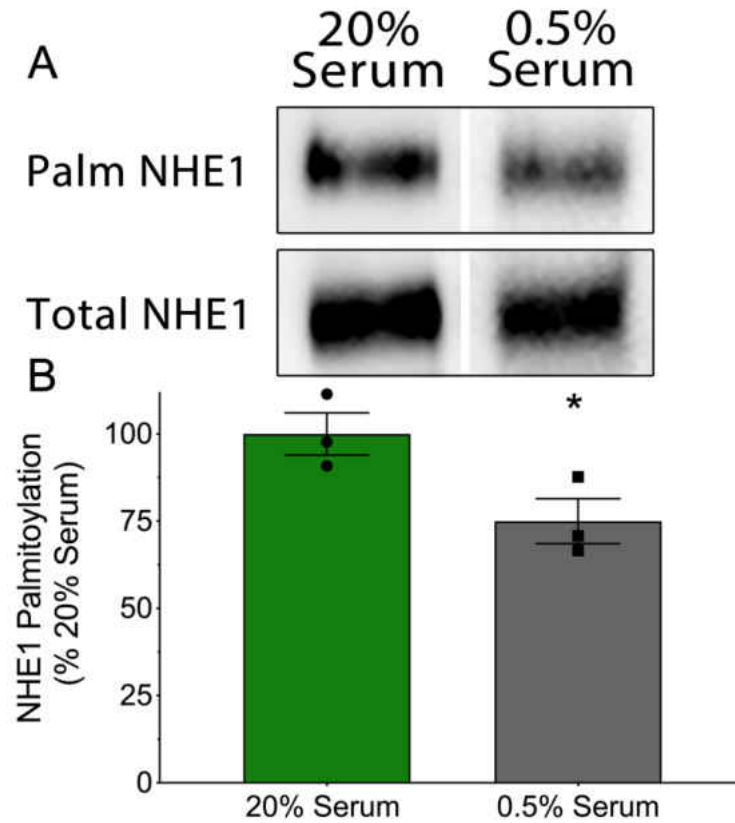 A
20% Serum
0.5% Serum
Palm NHE1
Total NHE1
B
NHE1 Palmitoylation
(% 20% Serum)
100
75
50
25
0
*
20% Serum
0.5% Serum